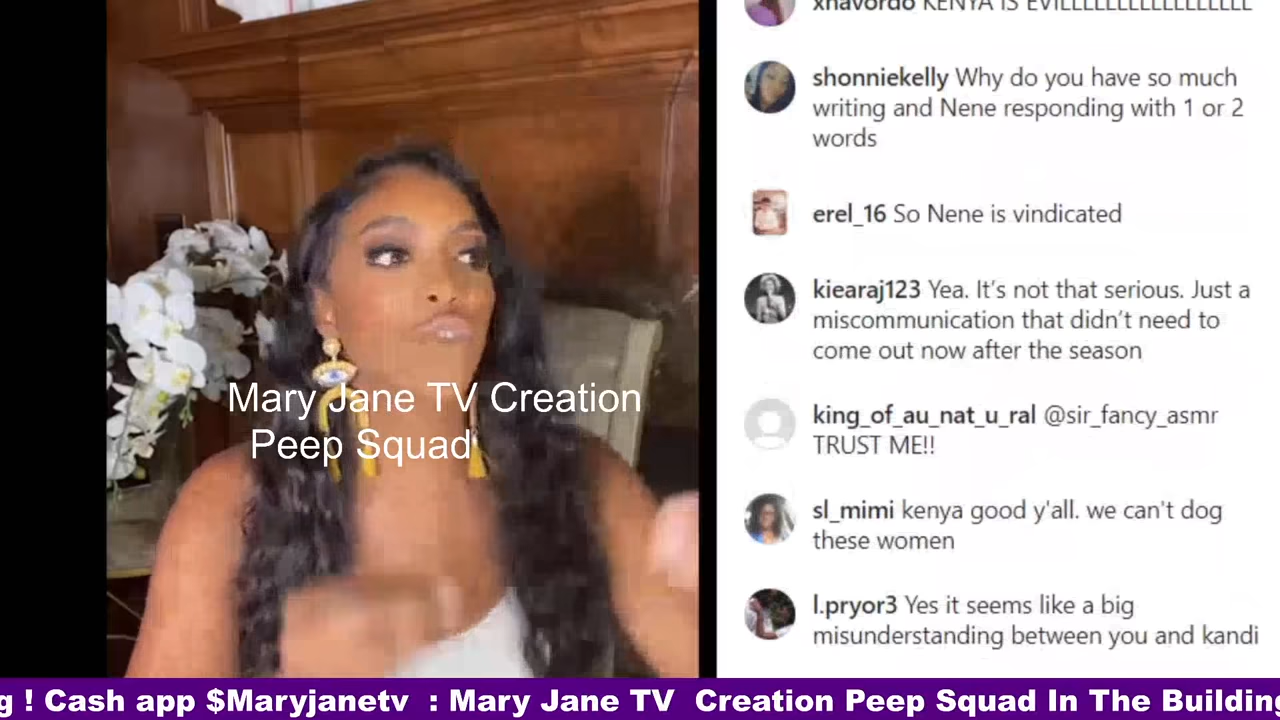 xnavordo KENYA IS EVILLLLLLLLLLLLLLLLLL
shonniekelly Why do you have so much
writing and Nene responding with 1 or 2
words
erel_16 So Nene is vindicated
kiearaj123 Yea. It’s not that serious. Just a
miscommunication that didn’t need to
come out now after the season
king_of_au_nat_u_ral @sir_fancy_asmr
TRUST ME!!
sl_mimi kenya good y'all. we can't dog
these women
l.pryor3 Yes it seems like a big
misunderstanding between you and kandi
Mary Jane TV Creation
Peep Squad
g ! Cash app $Maryjanetv : Mary Jane TV Creation Peep Squad In The Building